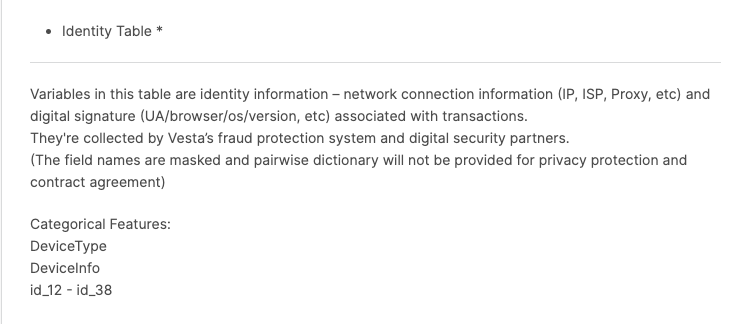 • Identity Table *
Variables in this table are identity information – network connection information (IP, ISP, Proxy, etc) and
digital signature (UA/browser/os/version, etc) associated with transactions.
They're collected by Vesta’s fraud protection system and digital security partners.
(The field names are masked and pairwise dictionary will not be provided for privacy protection and
contract agreement)
Categorical Features:
DeviceType
DeviceInfo
id_12 - id_38